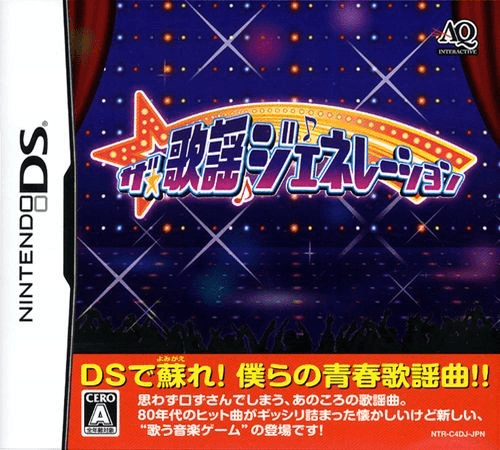 AQ
INTERACTIVE
NINTENDO DS
ザ★歌謡ジェネレーション
DSで蘇れ！僕らの青春歌謡曲!!
よみがえ
思わず口ずさんでしまう、あのころの歌謡曲。
80年代のヒット曲がギッシリ詰まった懐かしいけど新しい、
“歌う音楽ゲーム”の登場です！
CERO
A
全年齢対象
NTR-C4DJ-JPN